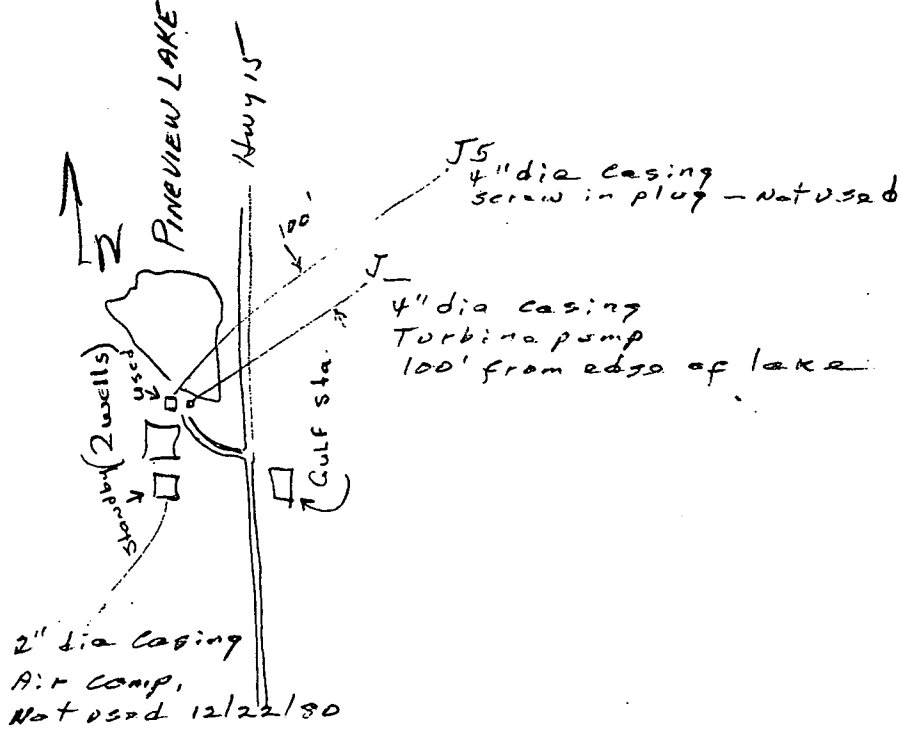 PINEVIEW LAKE
Hwy 15
N
100'
J5
4" dia casing
screw in plug - Not used
J_
4" dia casing
Turbine pump
100' from edge of lake
(2 wells)
used
Standby
Gulf Sta.
2" dia casing
Air comp,
Not used 12/22/80